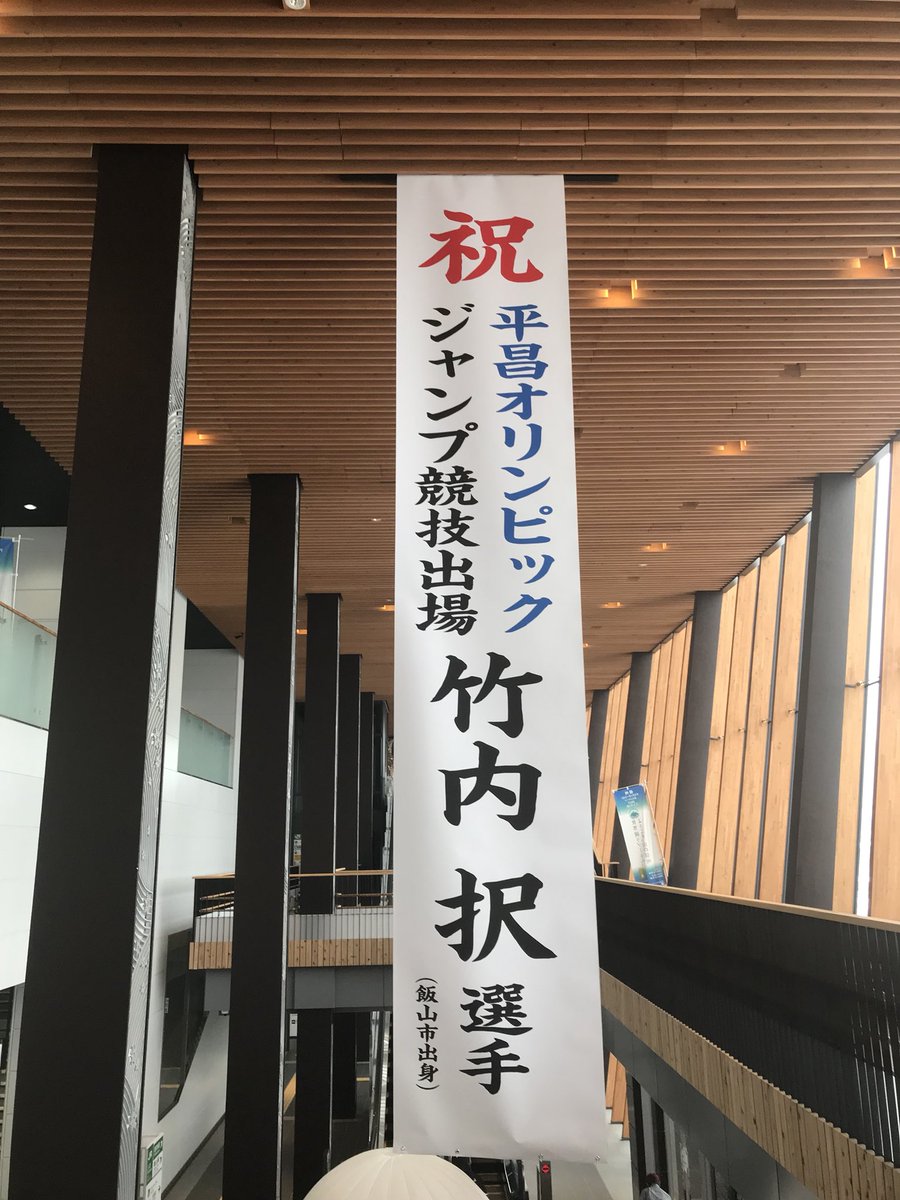 祝
平昌オリンピック
ジャンプ競技出場
竹内択
選手
(飯山市出身)